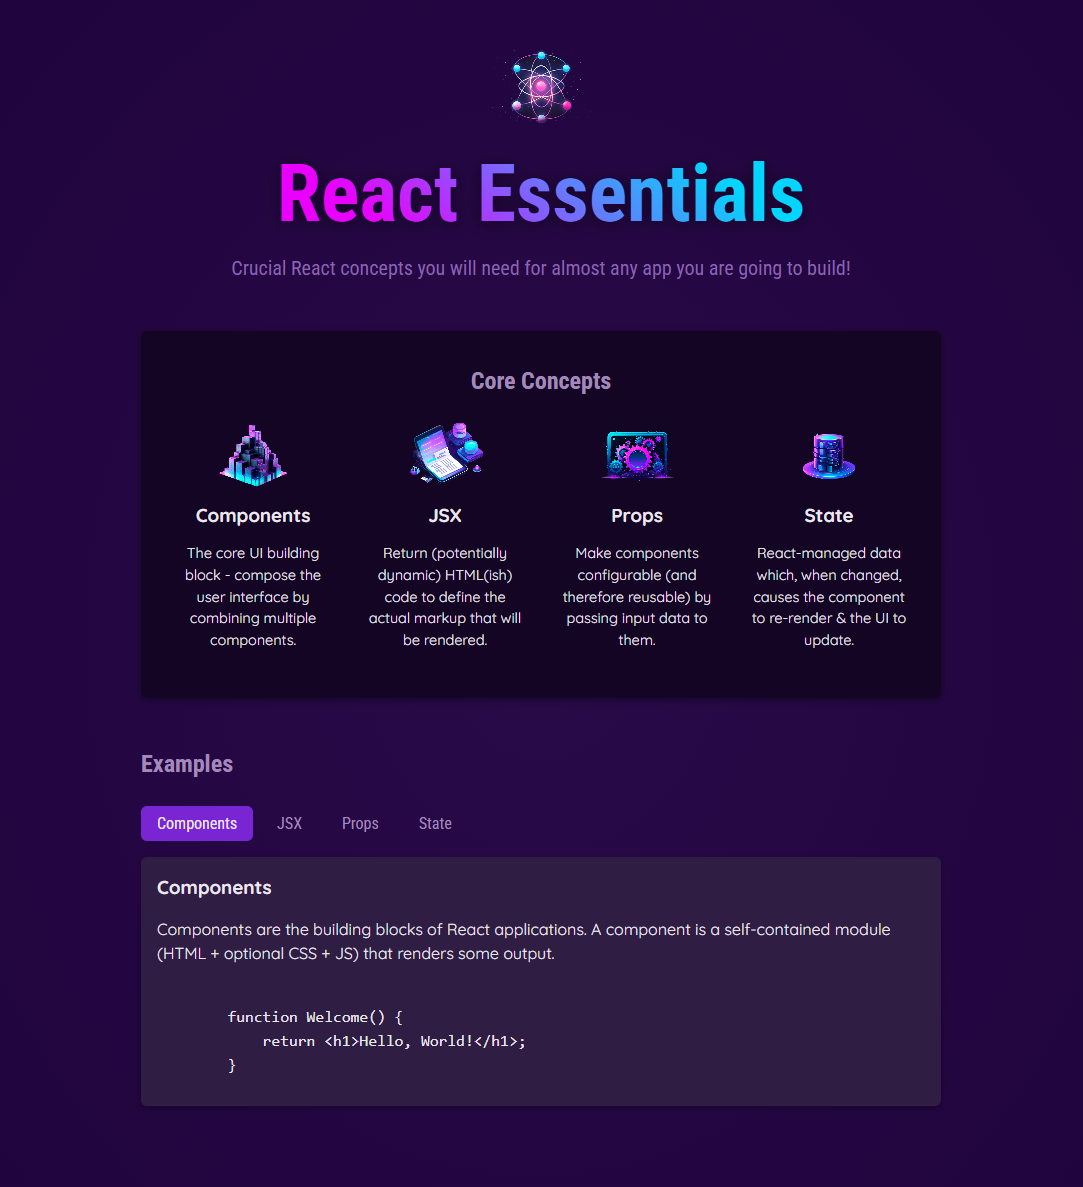 React Essentials
Crucial React concepts you will need for almost any app you are going to build!
Core Concepts
Components
The core UI building
block - compose the
user interface by
combining multiple
components.
JSX
Return (potentially
dynamic) HTML(ish)
code to define the
actual markup that will
be rendered.
Props
Make components
configurable (and
therefore reusable) by
passing input data to
them.
State
React-managed data
which, when changed,
causes the component
to re-render & the UI to
update.
Examples
Components JSX Props State
Components
Components are the building blocks of React applications. A component is a self-contained module
(HTML + optional CSS + JS) that renders some output.
function Welcome() {
    return <h1>Hello, World!</h1>;
}